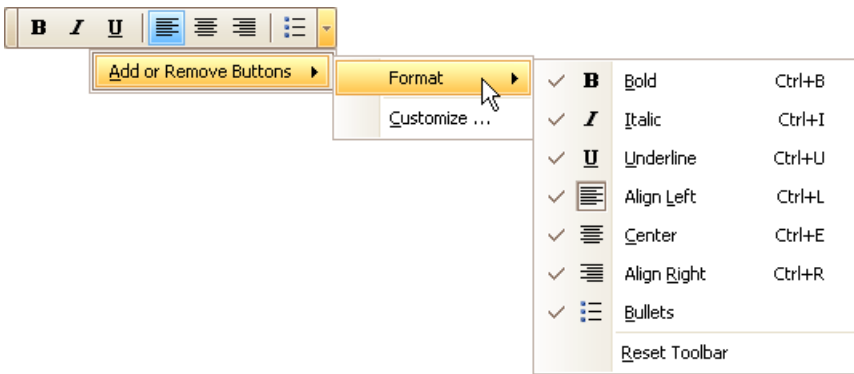 B I U
Add or Remove Buttons
Format
Customize ...
B Bold Ctrl+B
I Italic Ctrl+I
U Underline Ctrl+U
Align Left Ctrl+L
Center Ctrl+E
Align Right Ctrl+R
Bullets
Reset Toolbar